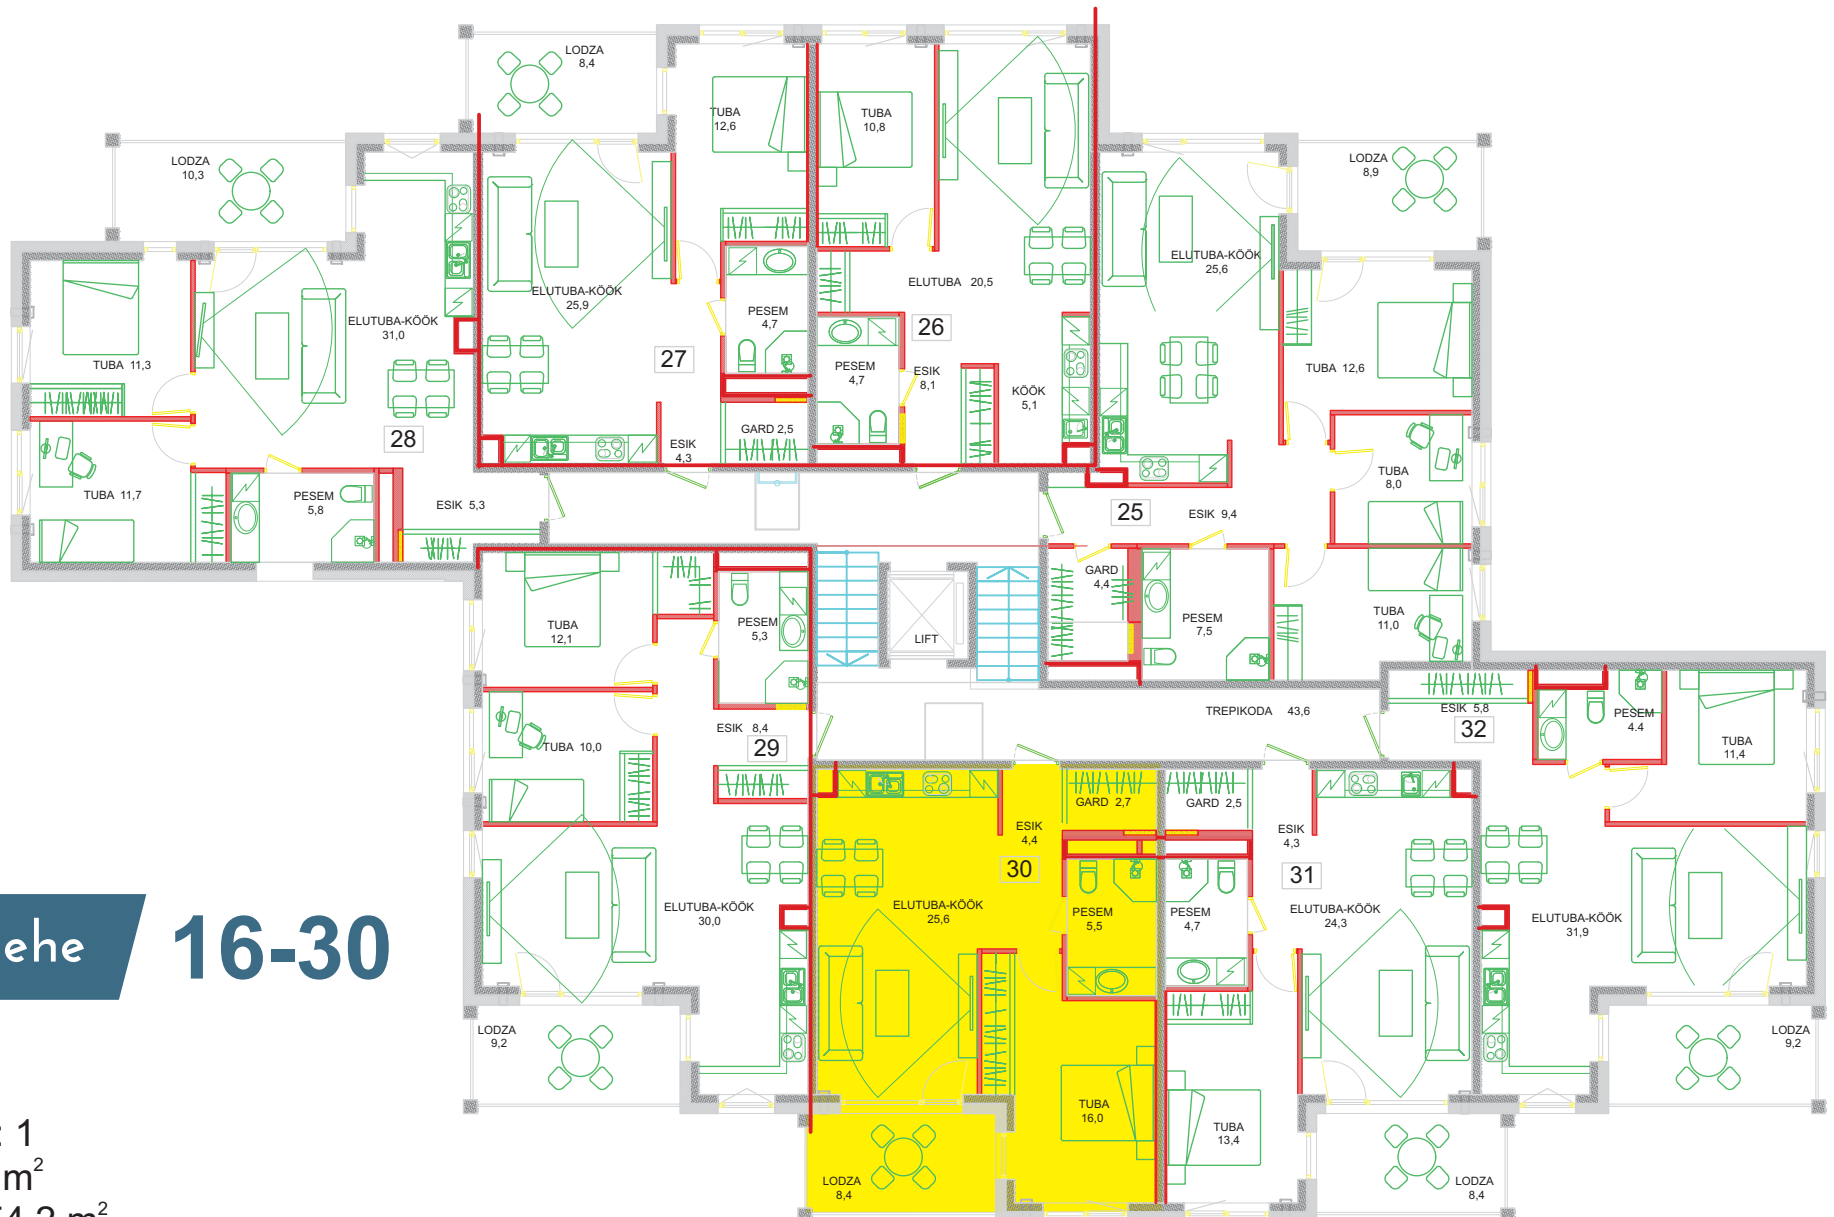 LODZA
8,4
LODZA
10,3
TUBA
12,6
TUBA
10,8
LODZA
8,9
ELUTUBA-KÖÖK
25,9
ELUTUBA 20,5
ELUTUBA-KÖÖK
25,6
ELUTUBA-KÖÖK
31,0
PESEM
4,7
26
27
TUBA 11,3
PESEM
4,7
ESIK
8,1
KÖÖK
5,1
TUBA 12,6
28
GARD 2,5
ESIK
4,3
TUBA 11,7
PESEM
5,8
ESIK 5,3
25
ESIK 9,4
TUBA
8,0
GARD
4,4
TUBA
12,1
PESEM
5,3
LIFT
PESEM
7,5
TUBA
11,0
TUBA 10,0
ESIK 8,4
29
TREPIKODA 43,6
ESIK 5,8
32
PESEM
4.4
TUBA
11,4
GARD 2,7
GARD 2,5
ESIK
4,4
ESIK
4,3
30
31
ELUTUBA-KÖÖK
30,0
ELUTUBA-KÖÖK
25,6
PESEM
5,5
PESEM
4,7
ELUTUBA-KÖÖK
24,3
ELUTUBA-KÖÖK
31,9
ehe
16-30
LODZA
9,2
LODZA
9,2
TUBA
16,0
TUBA
13,4
LODZA
8,4
LODZA
8,4
: 1
m²
4,2 m²